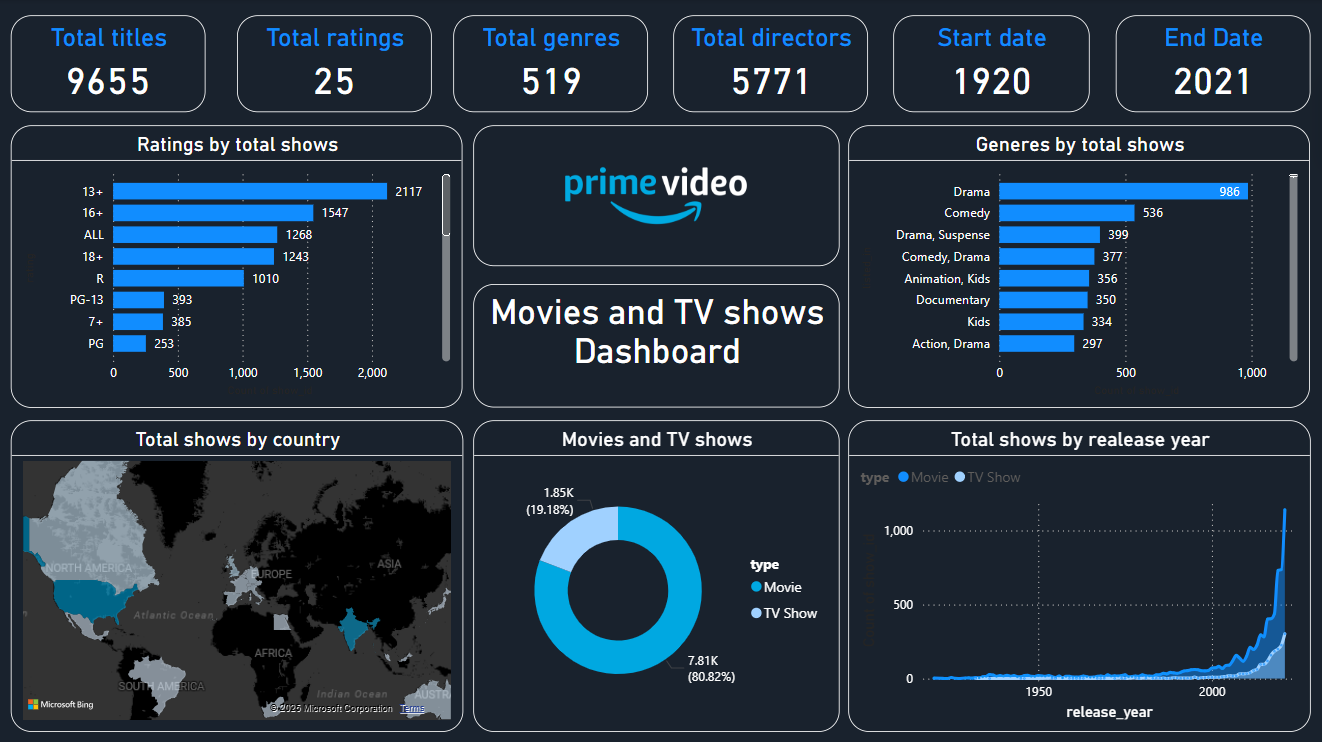 Total titles
9655
Total ratings
25
Total genres
519
Total directors
5771
Start date
1920
End Date
2021
Ratings by total shows
13+ 2117
16+ 1547
ALL 1268
18+ 1243
R 1010
PG-13 393
7+ 385
PG 253
0 500 1,000 1,500 2,000
prime video
Movies and TV shows
Dashboard
Generes by total shows
Drama 986
Comedy 536
Drama, Suspense 399
Comedy, Drama 377
Animation, Kids 356
Documentary 350
Kids 334
Action, Drama 297
0 500 1,000
Total shows by country
NORTH AMERICA
EUROPE
ASIA
Atlantic Ocean
AFRICA
SOUTH AMERICA
Indian Ocean
AUSTRA
Microsoft Bing
© 2025 Microsoft Corporation Terms
Movies and TV shows
1.85K
(19.18%)
type
Movie
TV Show
7.81K
(80.82%)
Total shows by realease year
type Movie TV Show
1,000
500
0
1950 2000
release_year